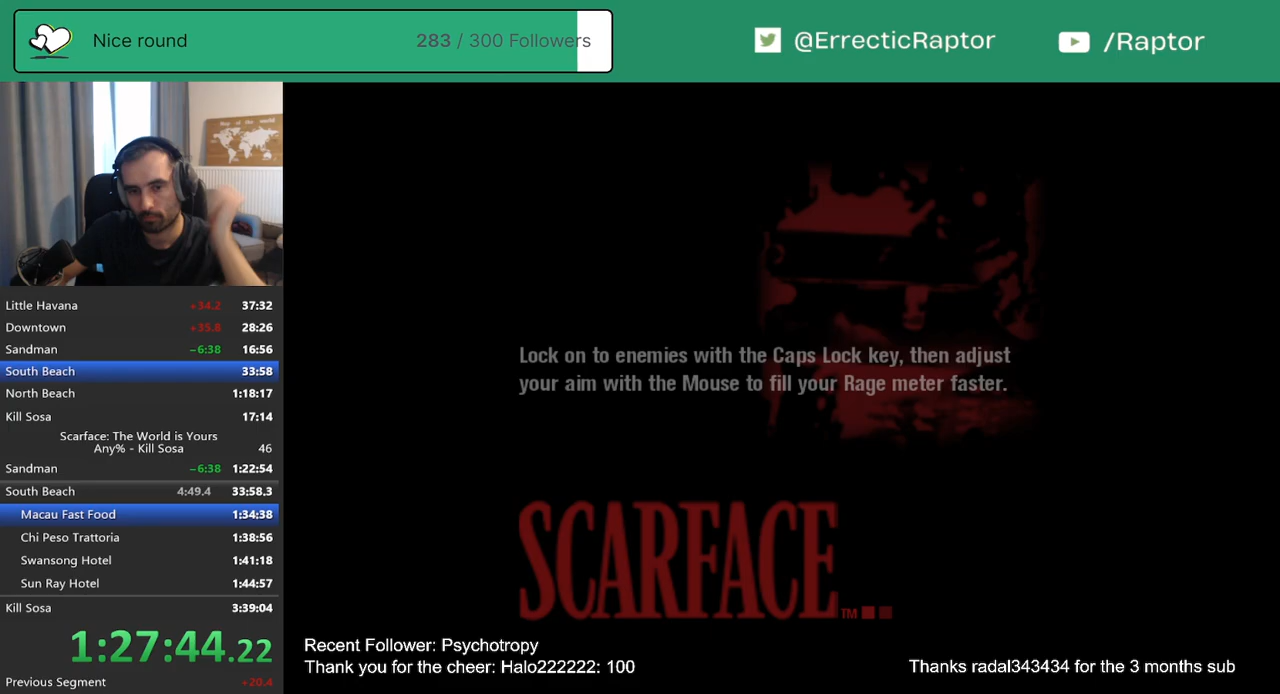 Nice round
283 / 300 Followers
@ErrecticRaptor
/Raptor
Little Havana +34.2 37:32
Downtown +35.8 28:26
Sandman −6:38 16:56
South Beach 33:58
North Beach 1:18:17
Kill Sosa 17:14
Scarface: The World is Yours
Any% - Kill Sosa 46
Sandman −6:38 1:22:54
South Beach 4:49.4 33:58.3
Macau Fast Food 1:34:38
Chi Peso Trattoria 1:38:56
Swansong Hotel 1:41:18
Sun Ray Hotel 1:44:57
Kill Sosa 3:39:04
1:27:44.22
Previous Segment +20.4
Lock on to enemies with the Caps Lock key, then adjust
your aim with the Mouse to fill your Rage meter faster.
SCARFACE™
Recent Follower: Psychotropy
Thank you for the cheer: Halo222222: 100
Thanks radal343434 for the 3 months sub